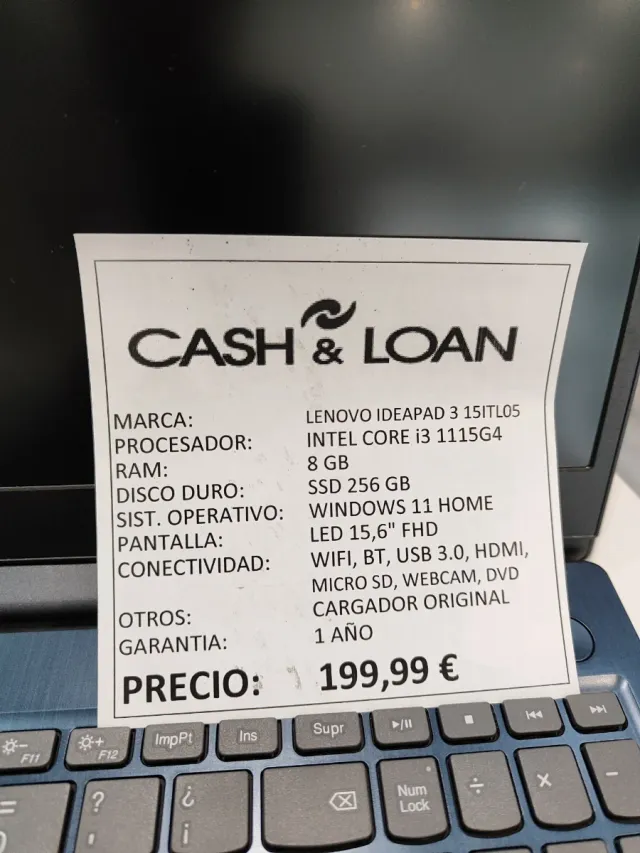 CASH & LOAN
MARCA: LENOVO IDEAPAD 3 15ITL05
PROCESADOR: INTEL CORE i3 1115G4
RAM: 8 GB
DISCO DURO: SSD 256 GB
SIST. OPERATIVO: WINDOWS 11 HOME
PANTALLA: LED 15,6" FHD
CONECTIVIDAD: WIFI, BT, USB 3.0, HDMI,
MICRO SD, WEBCAM, DVD
OTROS: CARGADOR ORIGINAL
GARANTIA: 1 AÑO
PRECIO: 199,99 €
F11 F12 ImpPt Ins Supr
= ? ' ¿ ¡ Num Lock ÷ × −